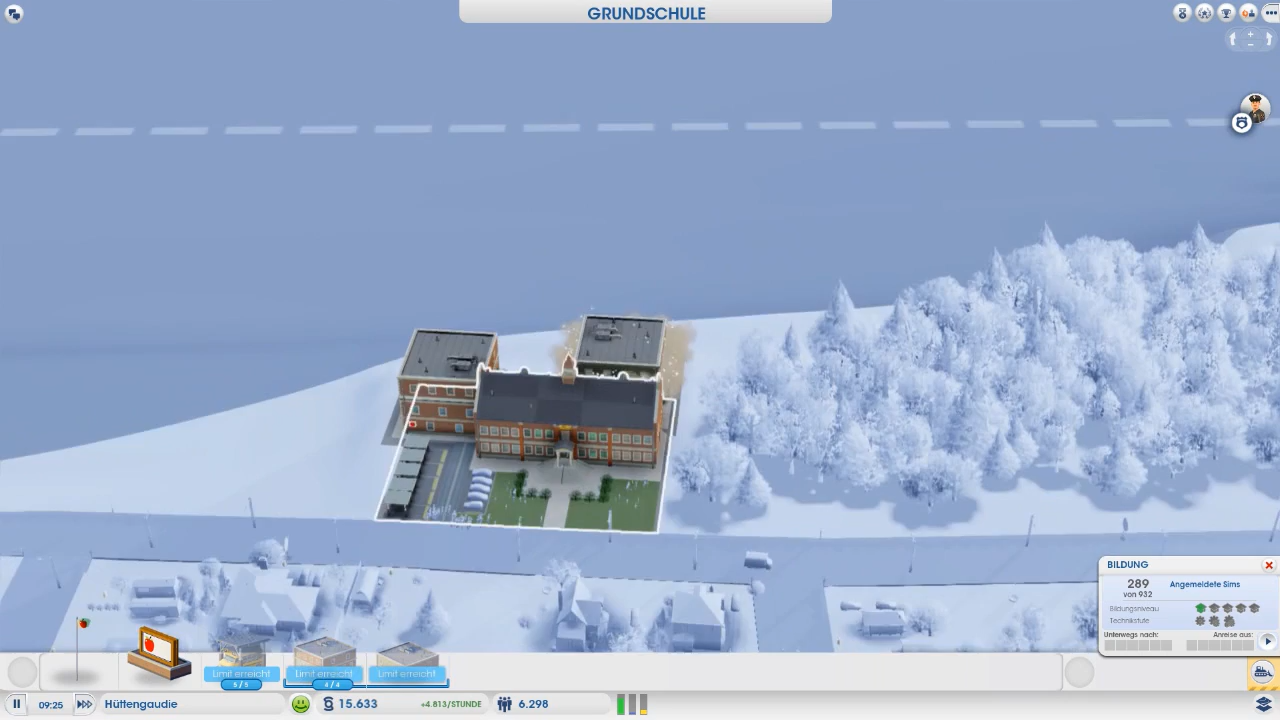 GRUNDSCHULE
BILDUNG
289
von 932
Angemeldete Sims
Bildungsniveau
Technikstufe
Unterwegs nach:
Anreise aus:
Limit erreicht
5 / 5
Limit erreicht
4 / 4
Limit erreicht
09:25
Hüttengaudie
15.633
+4.813/STUNDE
6.298